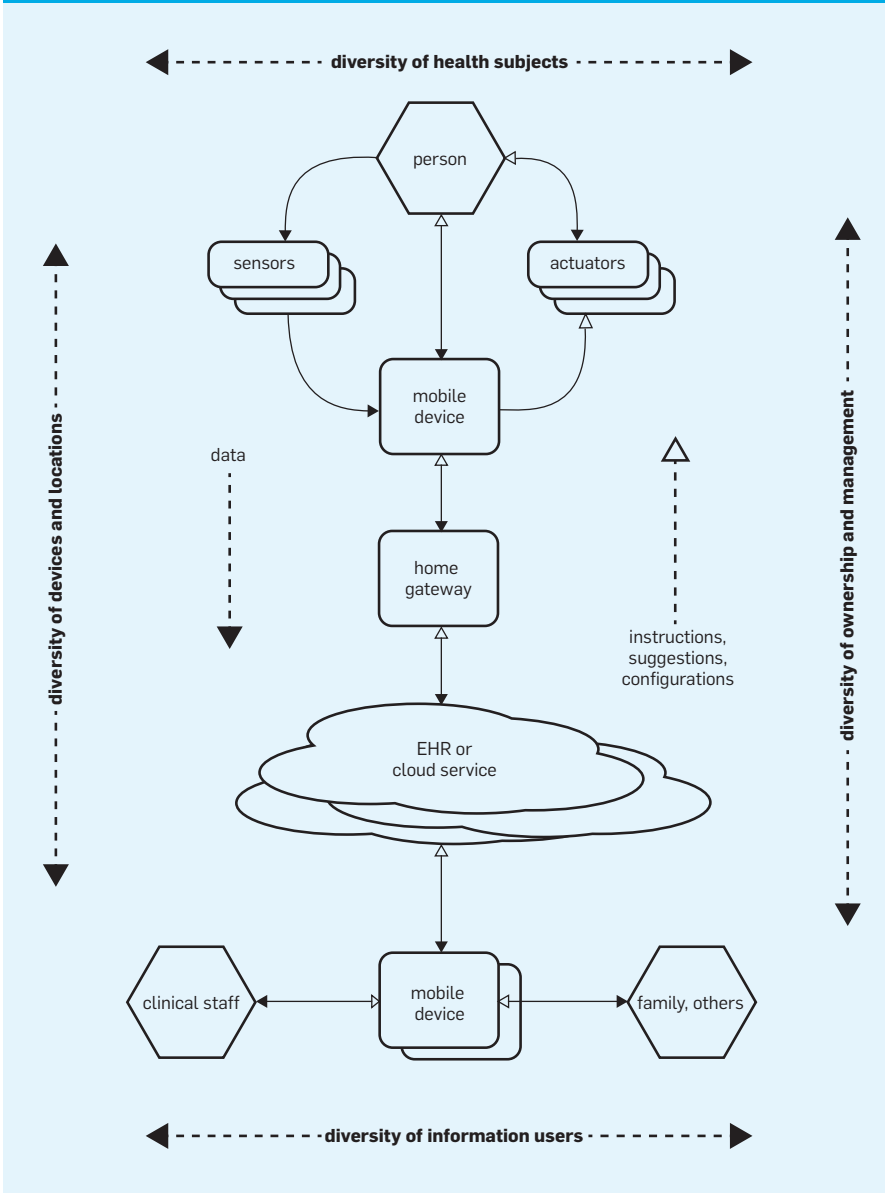 diversity of health subjects
person
sensors
actuators
mobile
device
data
diversity of devices and locations
diversity of ownership and management
home
gateway
instructions,
suggestions,
configurations
EHR or
cloud service
clinical staff
mobile
device
family, others
diversity of information users